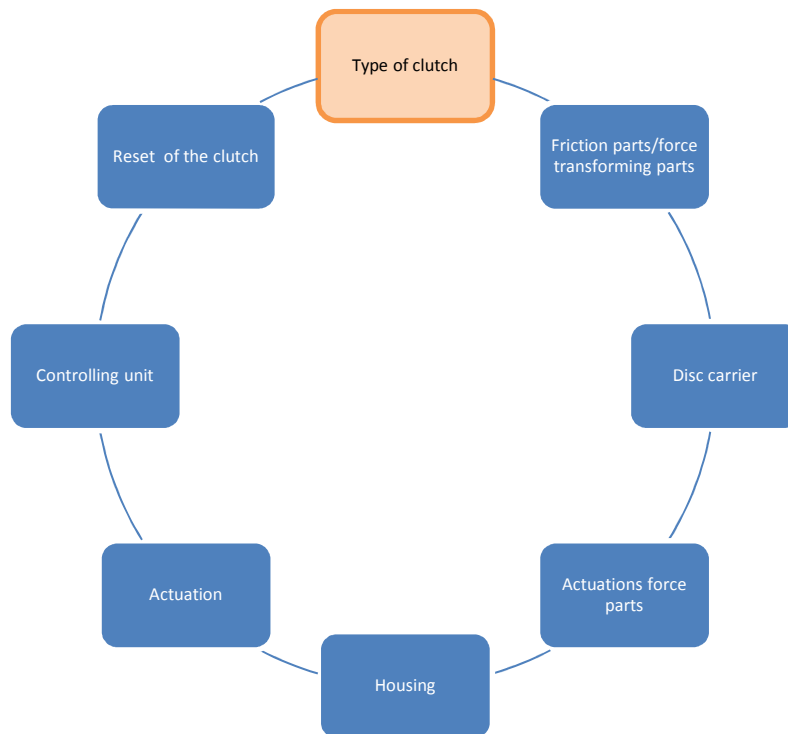 Type of clutch
Friction parts/force
transforming parts
Disc carrier
Actuations force
parts
Housing
Actuation
Controlling unit
Reset of the clutch